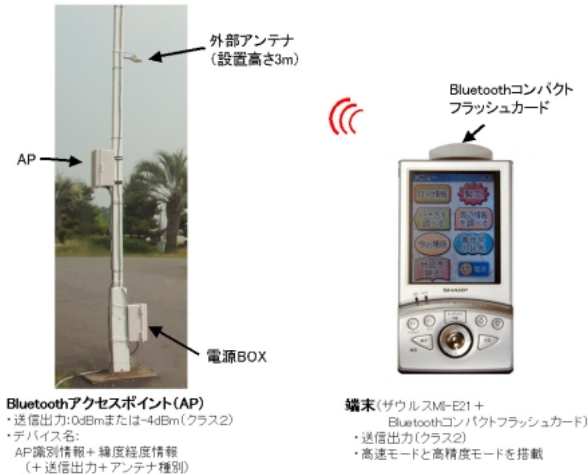 外部アンテナ
(設置高さ3m)
AP
電源BOX
Bluetoothコンパクト
フラッシュカード
SHARP
Bluetoothアクセスポイント(AP)
・送信出力:0dBmまたは-4dBm(クラス2)
・デバイス名:
AP識別情報+緯度経度情報
(+送信出力+アンテナ種別)
端末(ザウルスMI-E21+
Bluetoothコンパクトフラッシュカード)
・送信出力(クラス2)
・高速モードと高精度モードを搭載